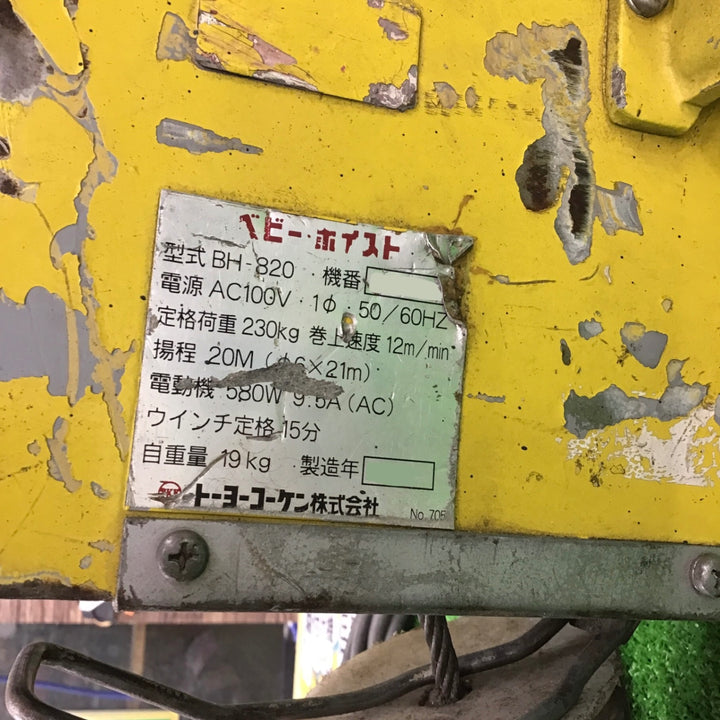 ベビー・ホイスト
型式 BH-820 ・機番
電源 AC100V・1Φ・50/60HZ
定格荷重 230kg 巻上速度 12m/min
揚程 20M (Φ6×21m)
電動機 580W 9.5A (AC)
ウインチ定格 15分
自重量 19kg ・製造年
トーヨーコーケン株式会社
No. 705